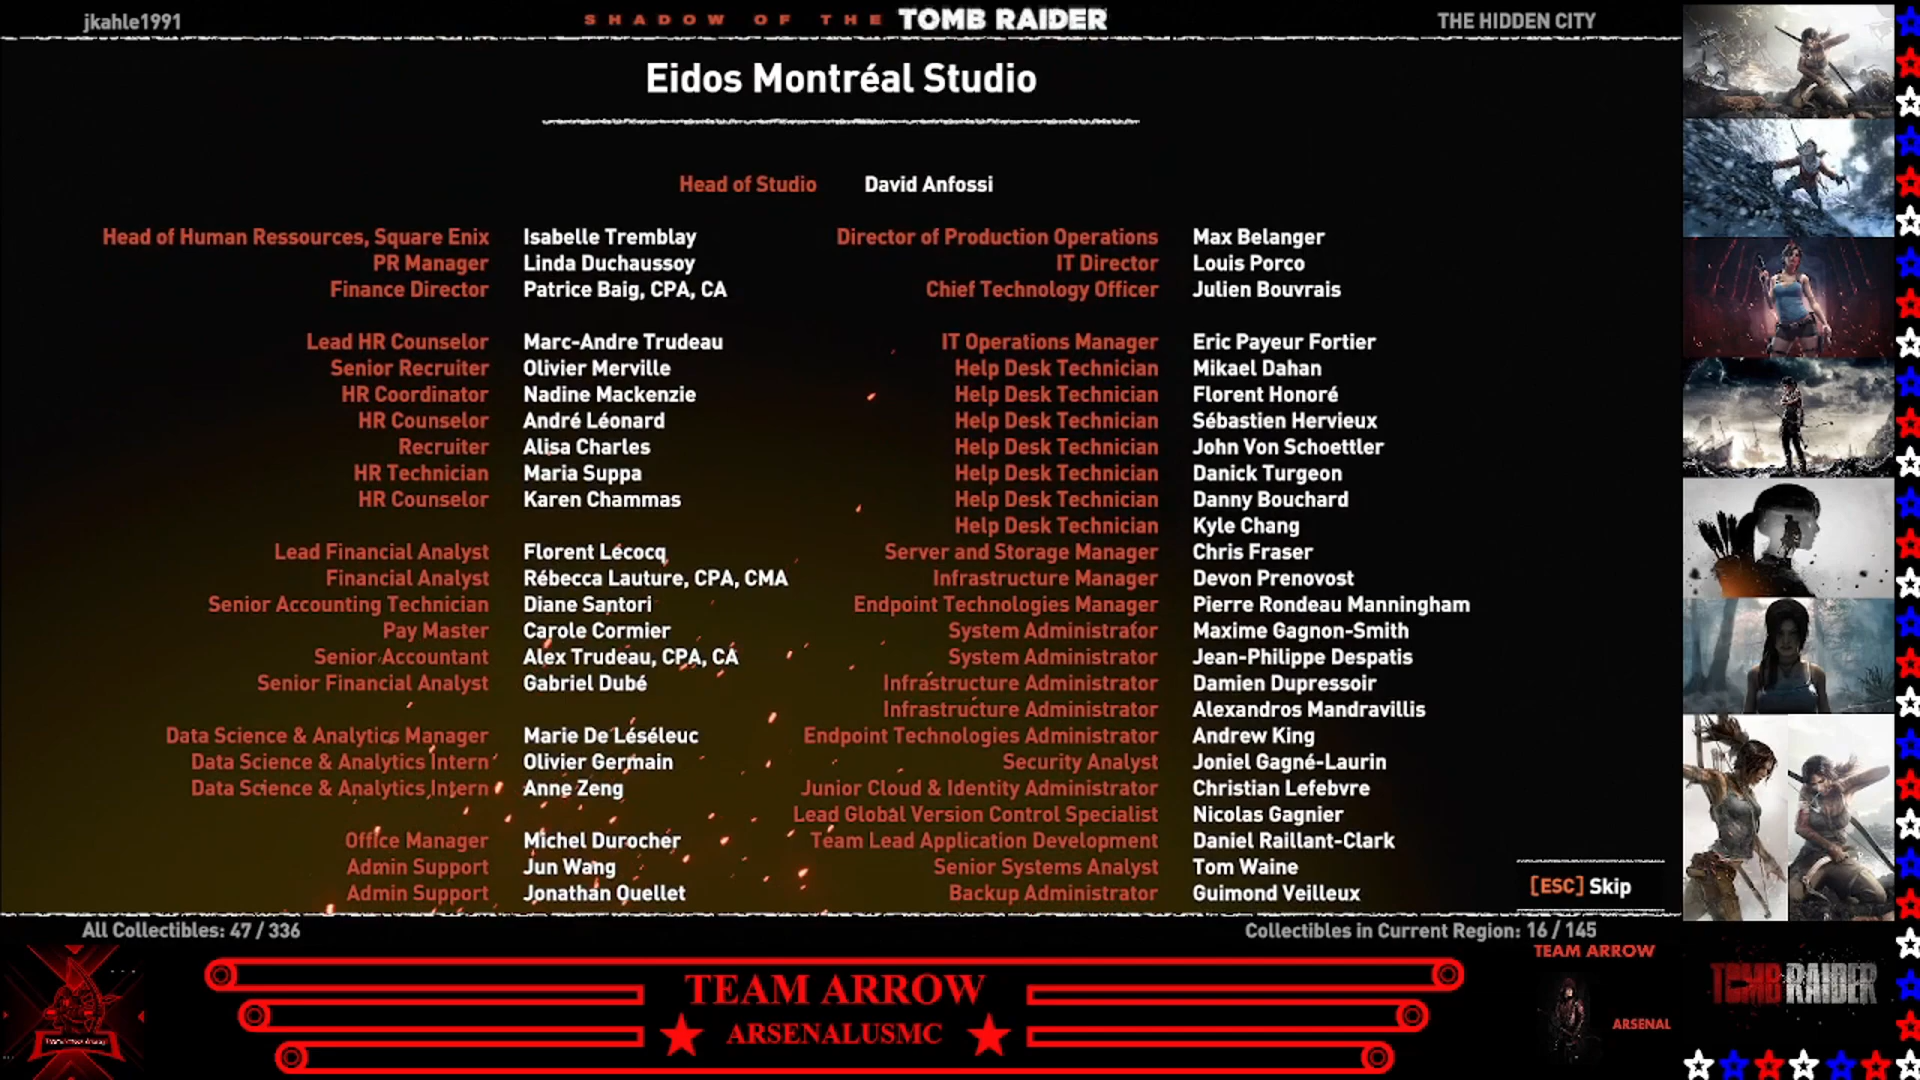 jkahle1991
SHADOW OF THE TOMB RAIDER
THE HIDDEN CITY
Eidos Montréal Studio
Head of Studio David Anfossi
Head of Human Ressources, Square Enix Isabelle Tremblay
PR Manager Linda Duchaussoy
Finance Director Patrice Baig, CPA, CA
Lead HR Counselor Marc-Andre Trudeau
Senior Recruiter Olivier Merville
HR Coordinator Nadine Mackenzie
HR Counselor André Léonard
Recruiter Alisa Charles
HR Technician Maria Suppa
HR Counselor Karen Chammas
Lead Financial Analyst Florent Lécocq
Financial Analyst Rébecca Lauture, CPA, CMA
Senior Accounting Technician Diane Santori
Pay Master Carole Cormier
Senior Accountant Alex Trudeau, CPA, CA
Senior Financial Analyst Gabriel Dubé
Data Science & Analytics Manager Marie De Léséleuc
Data Science & Analytics Intern Olivier Germain
Data Science & Analytics Intern Anne Zeng
Office Manager Michel Durocher
Admin Support Jun Wang
Admin Support Jonathan Ouellet
Director of Production Operations Max Belanger
IT Director Louis Porco
Chief Technology Officer Julien Bouvrais
IT Operations Manager Eric Payeur Fortier
Help Desk Technician Mikael Dahan
Help Desk Technician Florent Honoré
Help Desk Technician Sébastien Hervieux
Help Desk Technician John Von Schoettler
Help Desk Technician Danick Turgeon
Help Desk Technician Danny Bouchard
Help Desk Technician Kyle Chang
Server and Storage Manager Chris Fraser
Infrastructure Manager Devon Prenovost
Endpoint Technologies Manager Pierre Rondeau Manningham
System Administrator Maxime Gagnon-Smith
System Administrator Jean-Philippe Despatis
Infrastructure Administrator Damien Dupressoir
Infrastructure Administrator Alexandros Mandravillis
Endpoint Technologies Administrator Andrew King
Security Analyst Joniel Gagné-Laurin
Junior Cloud & Identity Administrator Christian Lefebvre
Lead Global Version Control Specialist Nicolas Gagnier
Team Lead Application Development Daniel Raillant-Clark
Senior Systems Analyst Tom Waine
Backup Administrator Guimond Veilleux
[ESC] Skip
All Collectibles: 47 / 336
Collectibles in Current Region: 16 / 145
TEAM ARROW
ARSENALUSMC
TEAM ARROW
ARSENAL
TOMB RAIDER